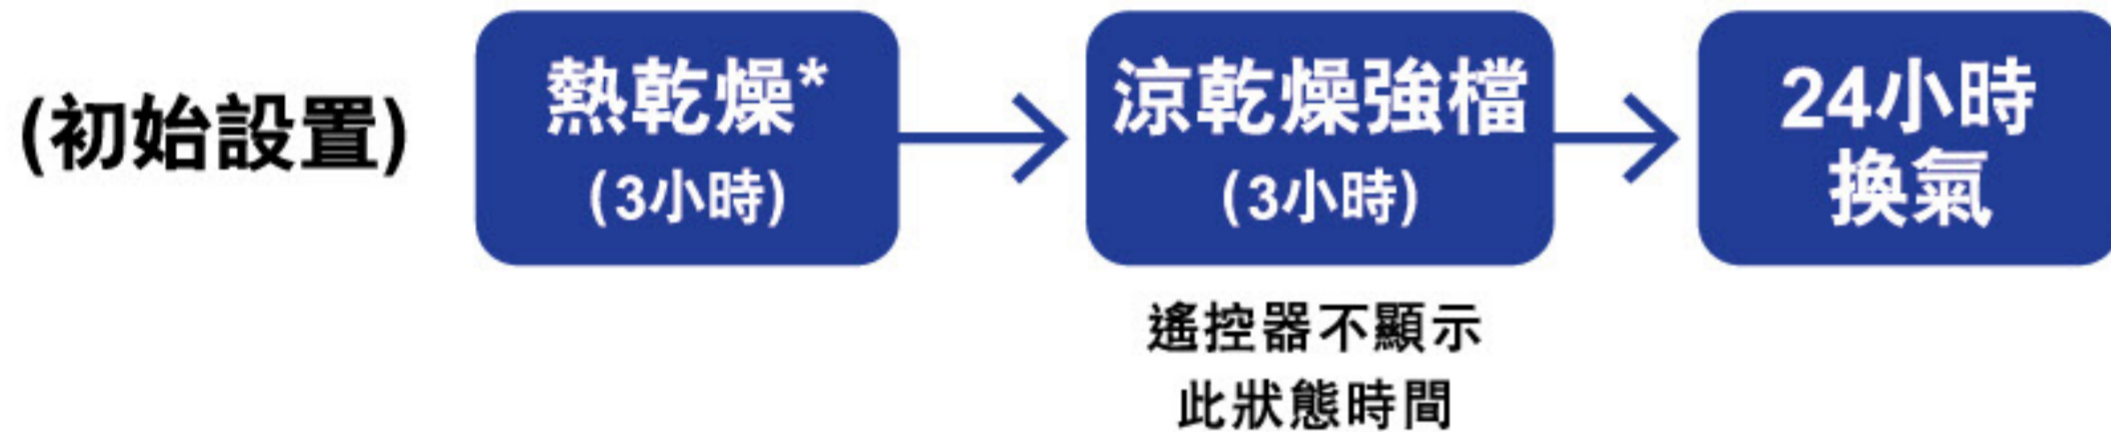 (初始設置)
熱乾燥*
(3小時)
涼乾燥強檔
(3小時)
24小時
換氣
遙控器不顯示
此狀態時間